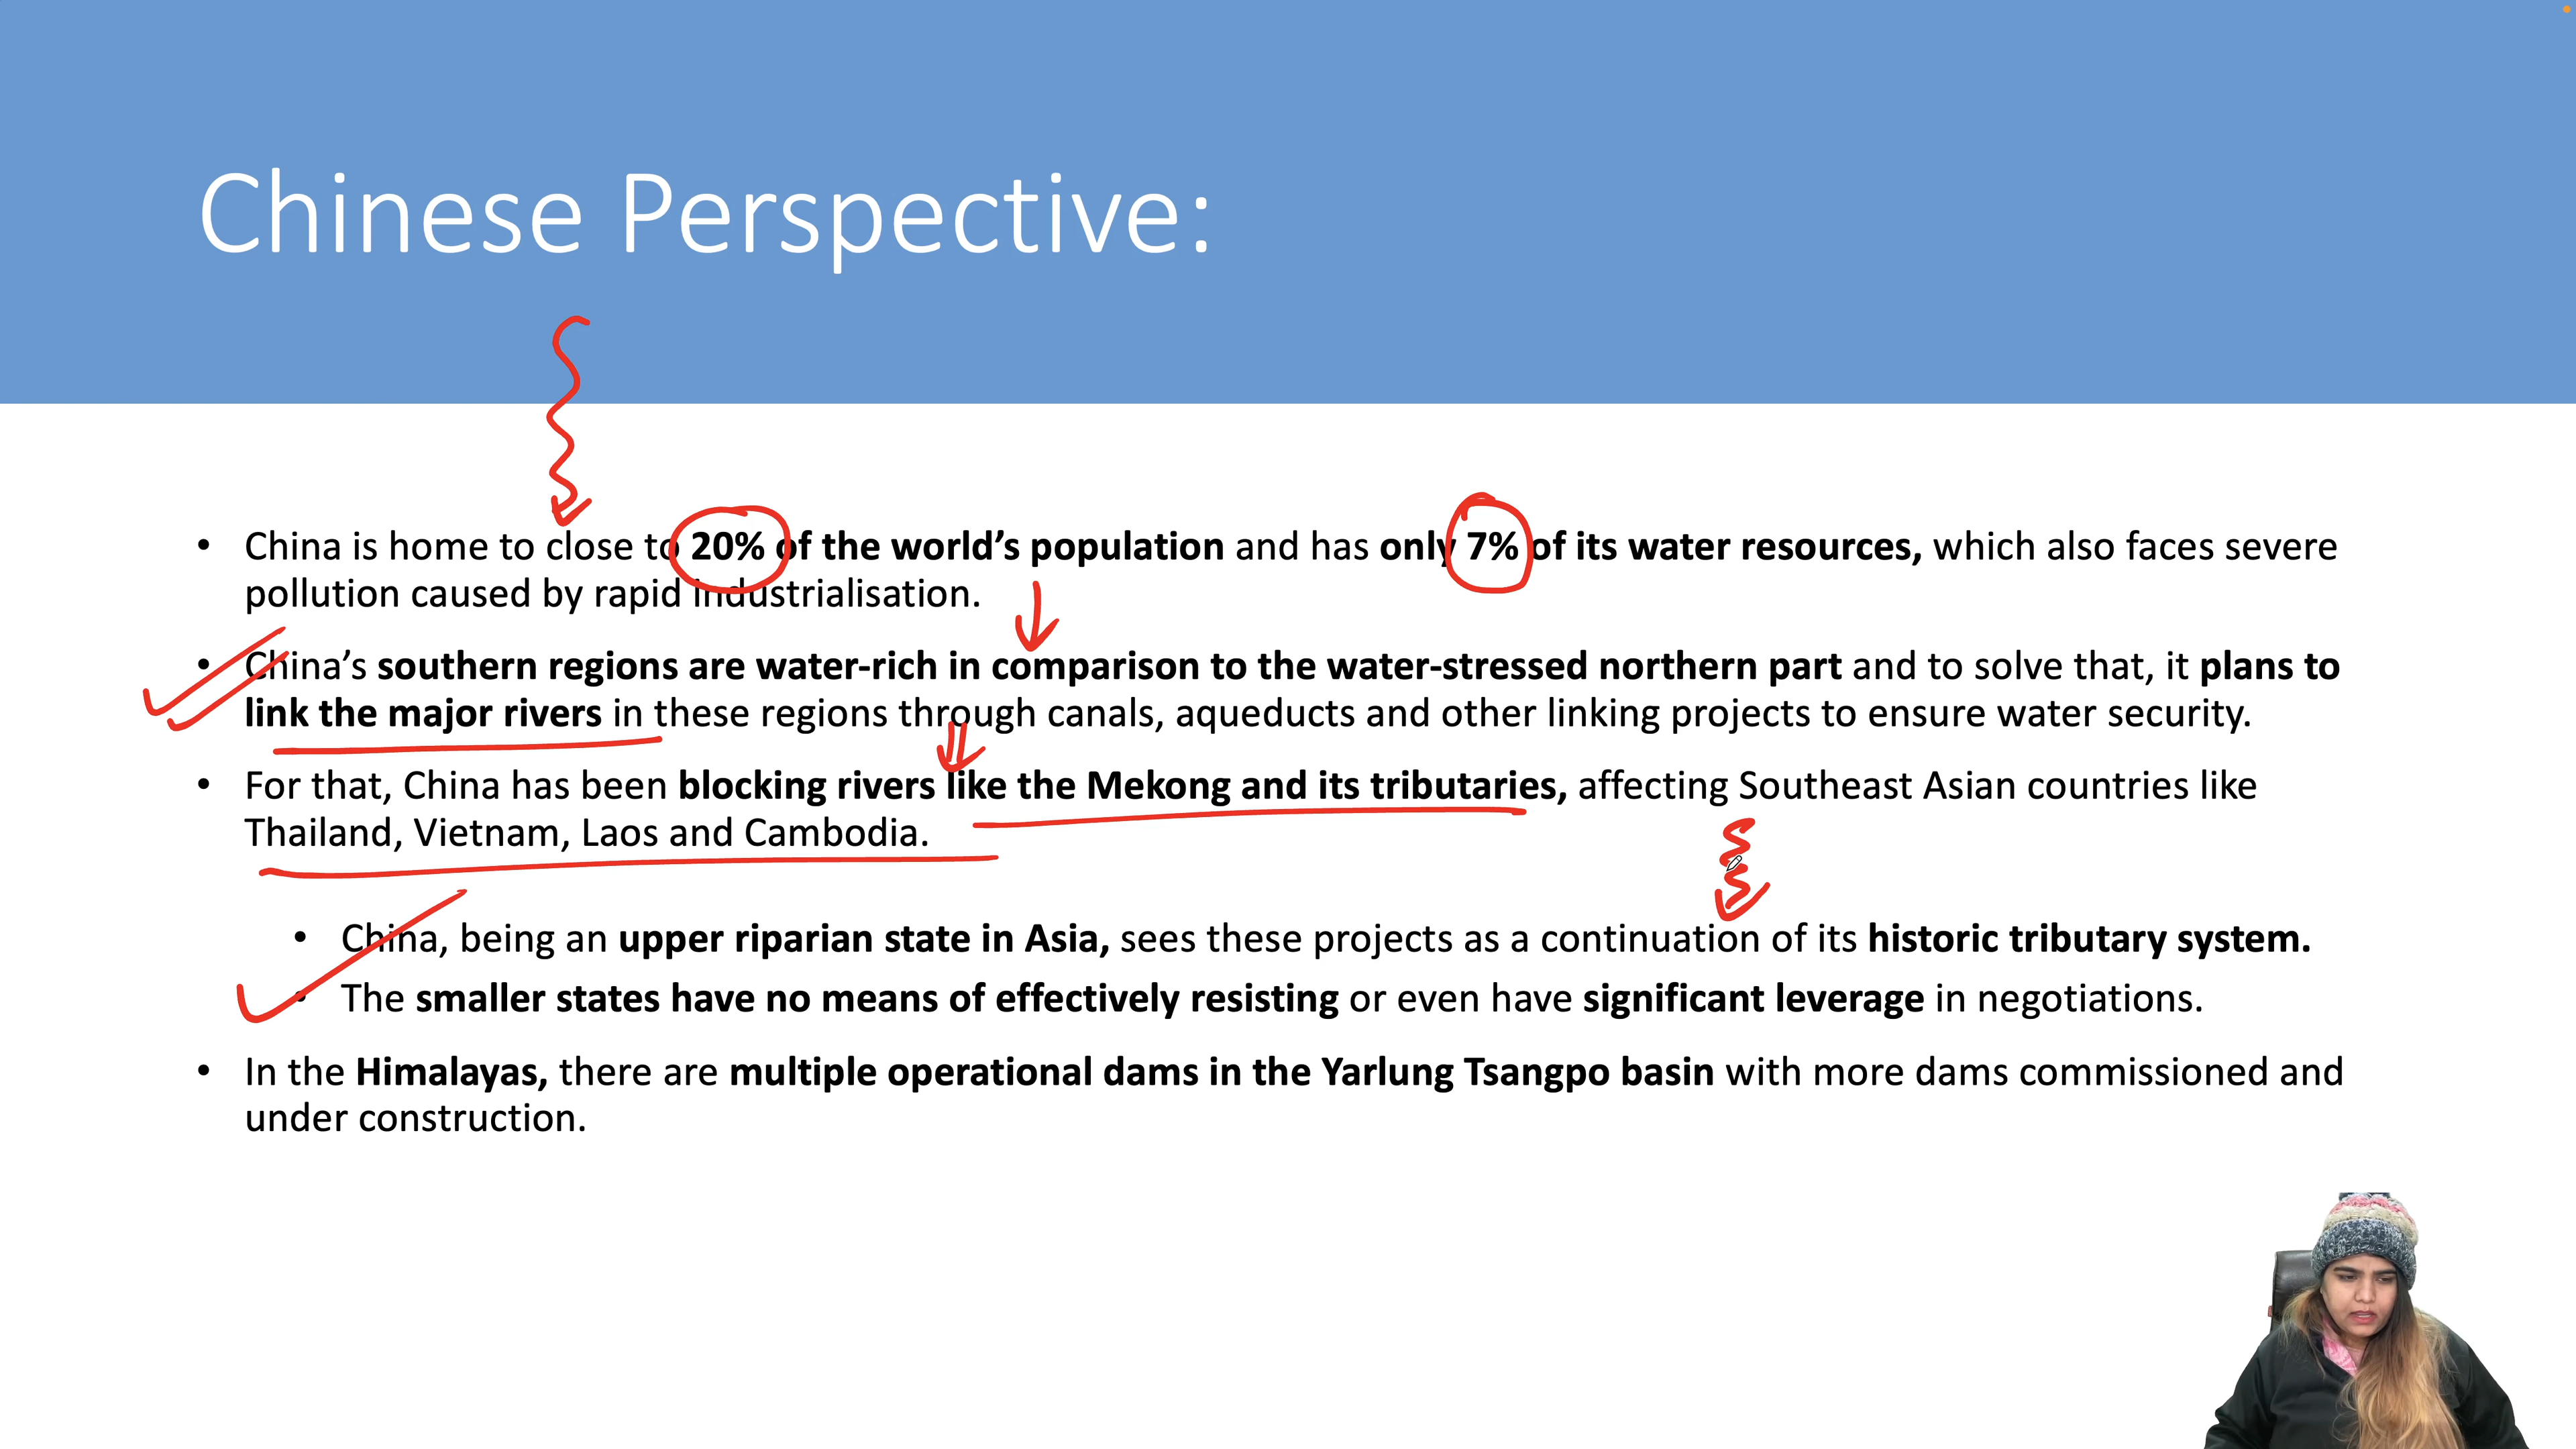 Chinese Perspective:
• China is home to close to 20% of the world’s population and has only 7% of its water resources, which also faces severe
pollution caused by rapid industrialisation.
• China’s southern regions are water-rich in comparison to the water-stressed northern part and to solve that, it plans to
link the major rivers in these regions through canals, aqueducts and other linking projects to ensure water security.
• For that, China has been blocking rivers like the Mekong and its tributaries, affecting Southeast Asian countries like
Thailand, Vietnam, Laos and Cambodia.
• China, being an upper riparian state in Asia, sees these projects as a continuation of its historic tributary system.
• The smaller states have no means of effectively resisting or even have significant leverage in negotiations.
• In the Himalayas, there are multiple operational dams in the Yarlung Tsangpo basin with more dams commissioned and
under construction.